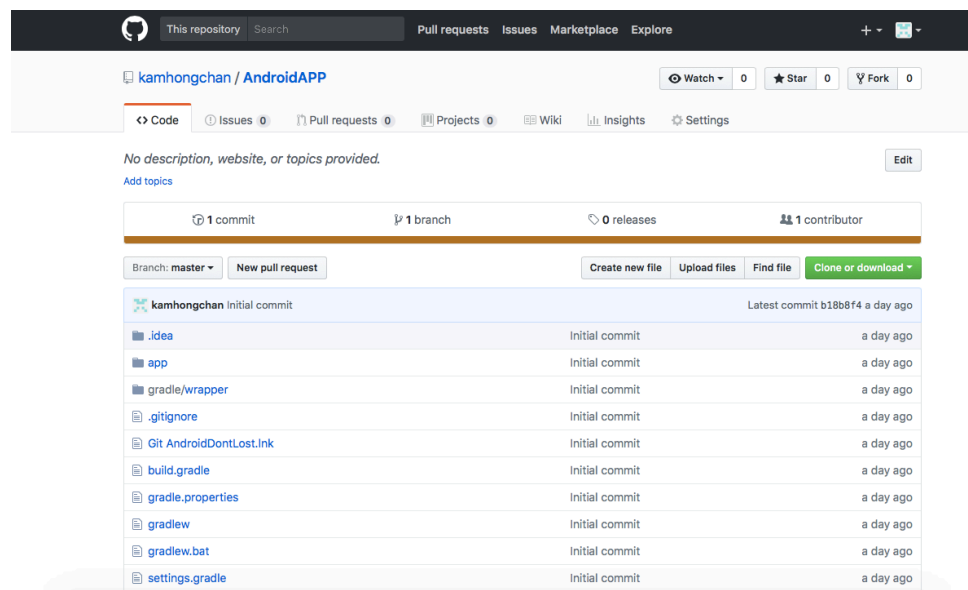 This repository Search Pull requests Issues Marketplace Explore
kamhongchan / AndroidAPP Watch 0 Star 0 Fork 0
Code Issues 0 Pull requests 0 Projects 0 Wiki Insights Settings
No description, website, or topics provided. Edit
Add topics
1 commit 1 branch 0 releases 1 contributor
Branch: master New pull request Create new file Upload files Find file Clone or download
kamhongchan Initial commit Latest commit b18b8f4 a day ago
.idea Initial commit a day ago
app Initial commit a day ago
gradle/wrapper Initial commit a day ago
.gitignore Initial commit a day ago
Git AndroidDontLost.lnk Initial commit a day ago
build.gradle Initial commit a day ago
gradle.properties Initial commit a day ago
gradlew Initial commit a day ago
gradlew.bat Initial commit a day ago
settings.gradle Initial commit a day ago